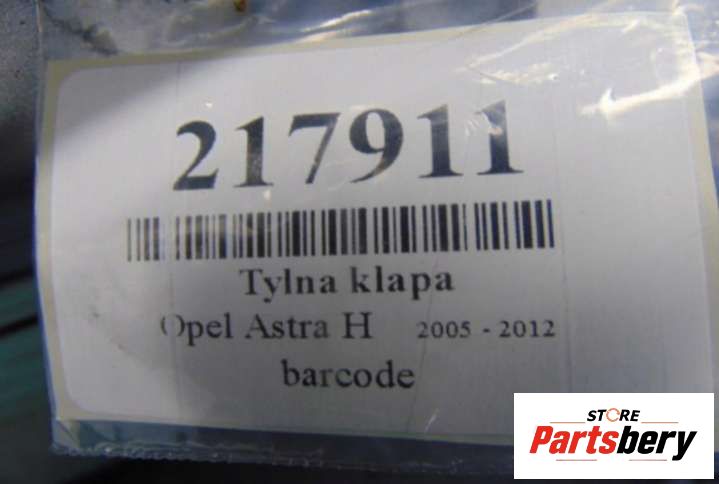 217911
Tylna klapa
Opel Astra H 2005 - 2012
barcode
STORE
Partsbery